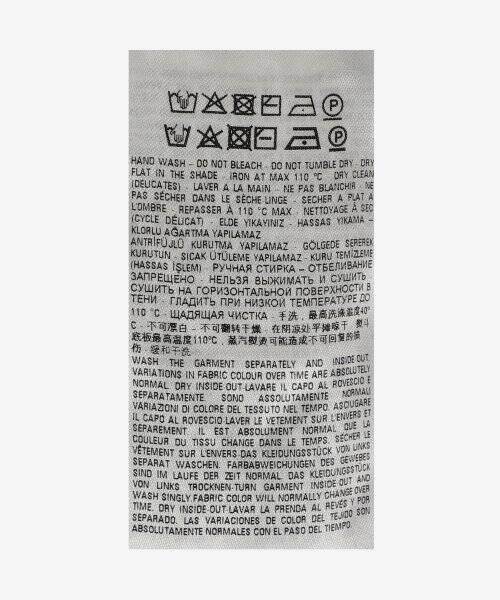 P
P
HAND WASH - DO NOT BLEACH - DO NOT TUMBLE DRY - DRY
FLAT IN THE SHADE - IRON AT MAX 110 °C - DRY CLEAN
(DELICATES) - LAVER A LA MAIN - NE PAS BLANCHIR - NE
PAS SÉCHER DANS LE SÈCHE LINGE - SECHER A PLAT A
L'OMBRE - REPASSER À 110 °C MAX - NETTOYAGE À SEC
(CYCLE DÉLICAT) - ELDE YIKAYINIZ - HASSAS YIKAMA –
KLORLU AĞARTMA YAPILAMAZ
ANTRİFÜJLÜ KURUTMA YAPILAMAZ - GÖLGEDE SEREREK
KURUTUN - SICAK ÜTÜLEME YAPILAMAZ - KURU TEMİZLEME
(HASSAS İŞLEM) РУЧНАЯ СТИРКА – ОТБЕЛИВАНИЕ
ЗАПРЕЩЕНО - НЕЛЬЗЯ ВЫЖИМАТЬ И СУШИТЬ -
СУШИТЬ НА ГОРИЗОНТАЛЬНОЙ ПОВЕРХНОСТИ В
ТЕНИ - ГЛАДИТЬ ПРИ НИЗКОЙ ТЕМПЕРАТУРЕ ДО
110 °C - ЩАДЯЩАЯ ЧИСТКА - 手洗，最高洗涤温度40°
C - 不可漂白 - 不可翻转干燥 - 在阴凉处平摊晾干 - 熨斗
底板最高温度110°C，蒸汽熨烫可能造成不可回复的损
伤 - 缓和干洗
WASH THE GARMENT SEPARATELY AND INSIDE OUT.
VARIATIONS IN FABRIC COLOUR OVER TIME ARE ABSOLUTELY
NORMAL. DRY INSIDE-OUT-LAVARE IL CAPO AL ROVESCIO E
SEPARATAMENTE. SONO ASSOLUTAMENTE NORMALI
VARIAZIONI DI COLORE DEL TESSUTO NEL TEMPO. ASCIUGARE
IL CAPO AL ROVESCIO-LAVER LE VETEMENT SUR L'ENVERS ET
SÉPAREMENT. IL EST ABSOLUMENT NORMAL QUE LA
COULEUR DU TISSU CHANGE DANS LE TEMPS. SÉCHER LE
VÊTEMENT SUR L'ENVERS-DAS KLEIDUNGSSTÜCK VON LINKS
SEPARAT WASCHEN. FARBABWEICHUNGEN DES GEWEBES
SIND IM LAUFE DER ZEIT NORMAL. DAS KLEIDUNGSSTÜCK
VON LINKS TROCKNEN-TURN GARMENT INSIDE OUT AND
WASH SINGLY.FABRIC COLOR WILL NORMALLY CHANGE OVER
TIME. DRY INSIDE-OUT-LAVAR LA PRENDA AL REVÉS Y POR
SEPARADO. LAS VARIACIONES DE COLOR DEL TEJIDO SON
ABSOLUTAMENTE NORMALES CON EL PASO DEL TIEMPO.